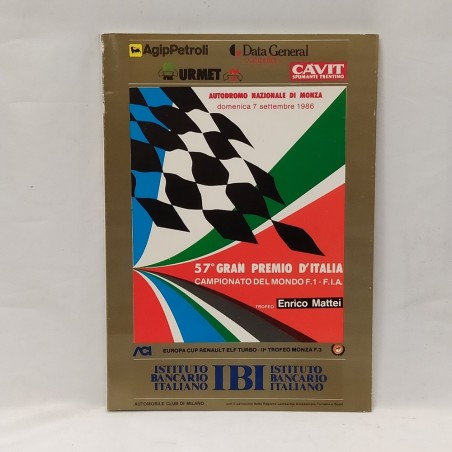 AgipPetroli
Data General
URMET
CAVIT
SPUMANTE TRENTINO
AUTODROMO NAZIONALE DI MONZA
domenica 7 settembre 1986
57° GRAN PREMIO D'ITALIA
CAMPIONATO DEL MONDO F.1 - F.I.A.
TROFEO Enrico Mattei
ACI EUROPA CUP RENAULT ELF TURBO - II° TROFEO MONZA F.3
ISTITUTO BANCARIO ITALIANO
IBI
ISTITUTO BANCARIO ITALIANO
AUTOMOBILE CLUB DI MILANO